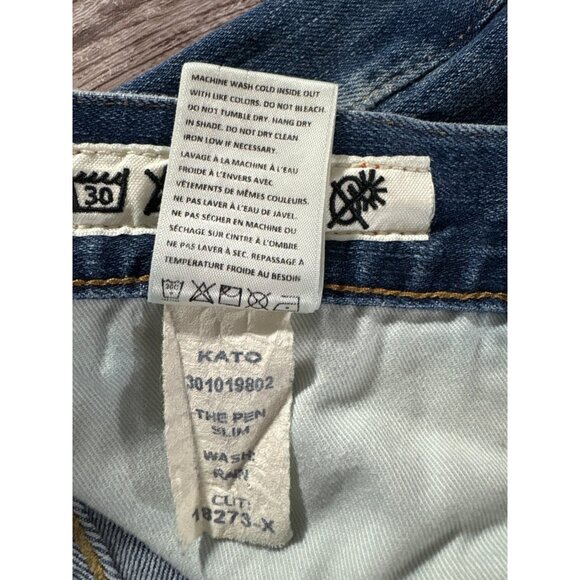 MACHINE WASH COLD INSIDE OUT
WITH LIKE COLORS. DO NOT BLEACH.
DO NOT TUMBLE DRY. HANG DRY
IN SHADE. DO NOT DRY CLEAN
IRON LOW IF NECESSARY.
LAVAGE À LA MACHINE À L'EAU
FROIDE À L'ENVERS AVEC
VÊTEMENTS DE MÊMES COULEURS.
NE PAS LAVER À L'EAU DE JAVEL.
NE PAS SÉCHER EN MACHINE OU
SÉCHAGE SUR CINTRE À L'OMBRE
NE PAS LAVER À SEC. REPASSAGE À
TEMPÉRATURE FROIDE AU BESOIN
30
KATO
301019802
THE PEN
SLIM
WASH:
CUT:
18273-X